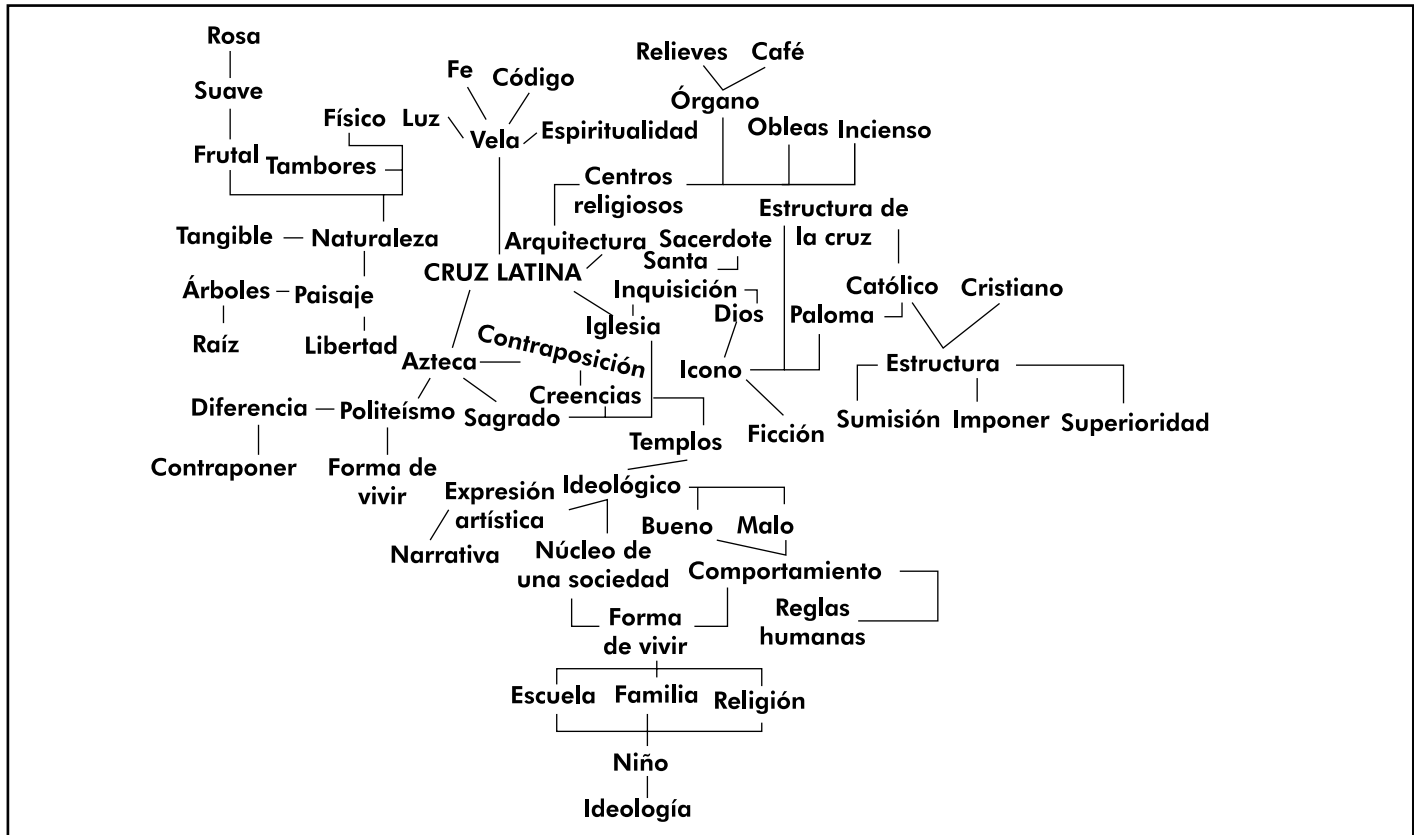 Rosa
Relieves Café
Fe Código
Suave
Órgano
Físico Luz
Vela Espiritualidad
Obleas Incienso
Frutal Tambores
Centros
religiosos
Estructura de
la cruz
Tangible Naturaleza
Arquitectura Sacerdote
Santa
CRUZ LATINA
Árboles Paisaje
Inquisición
Católico Cristiano
Dios Paloma
Iglesia
Raíz Libertad
Contraposición
Azteca
Icono
Estructura
Creencias
Diferencia Politeísmo
Sagrado
Sumisión Imponer Superioridad
Ficción
Templos
Contraponer
Forma de
vivir
Ideológico
Expresión
artística
Bueno Malo
Narrativa
Núcleo de
una sociedad
Comportamiento
Reglas
humanas
Forma
de vivir
Escuela Familia Religión
Niño
Ideología